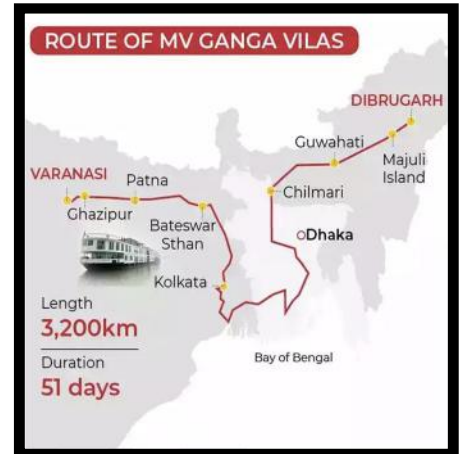 ROUTE OF MV GANGA VILAS
DIBRUGARH
Guwahati
Majuli
Island
VARANASI
Patna
Chilmari
Ghazipur
Bateswar
Sthan
Dhaka
Kolkata
Length
3,200km
Duration
51 days
Bay of Bengal